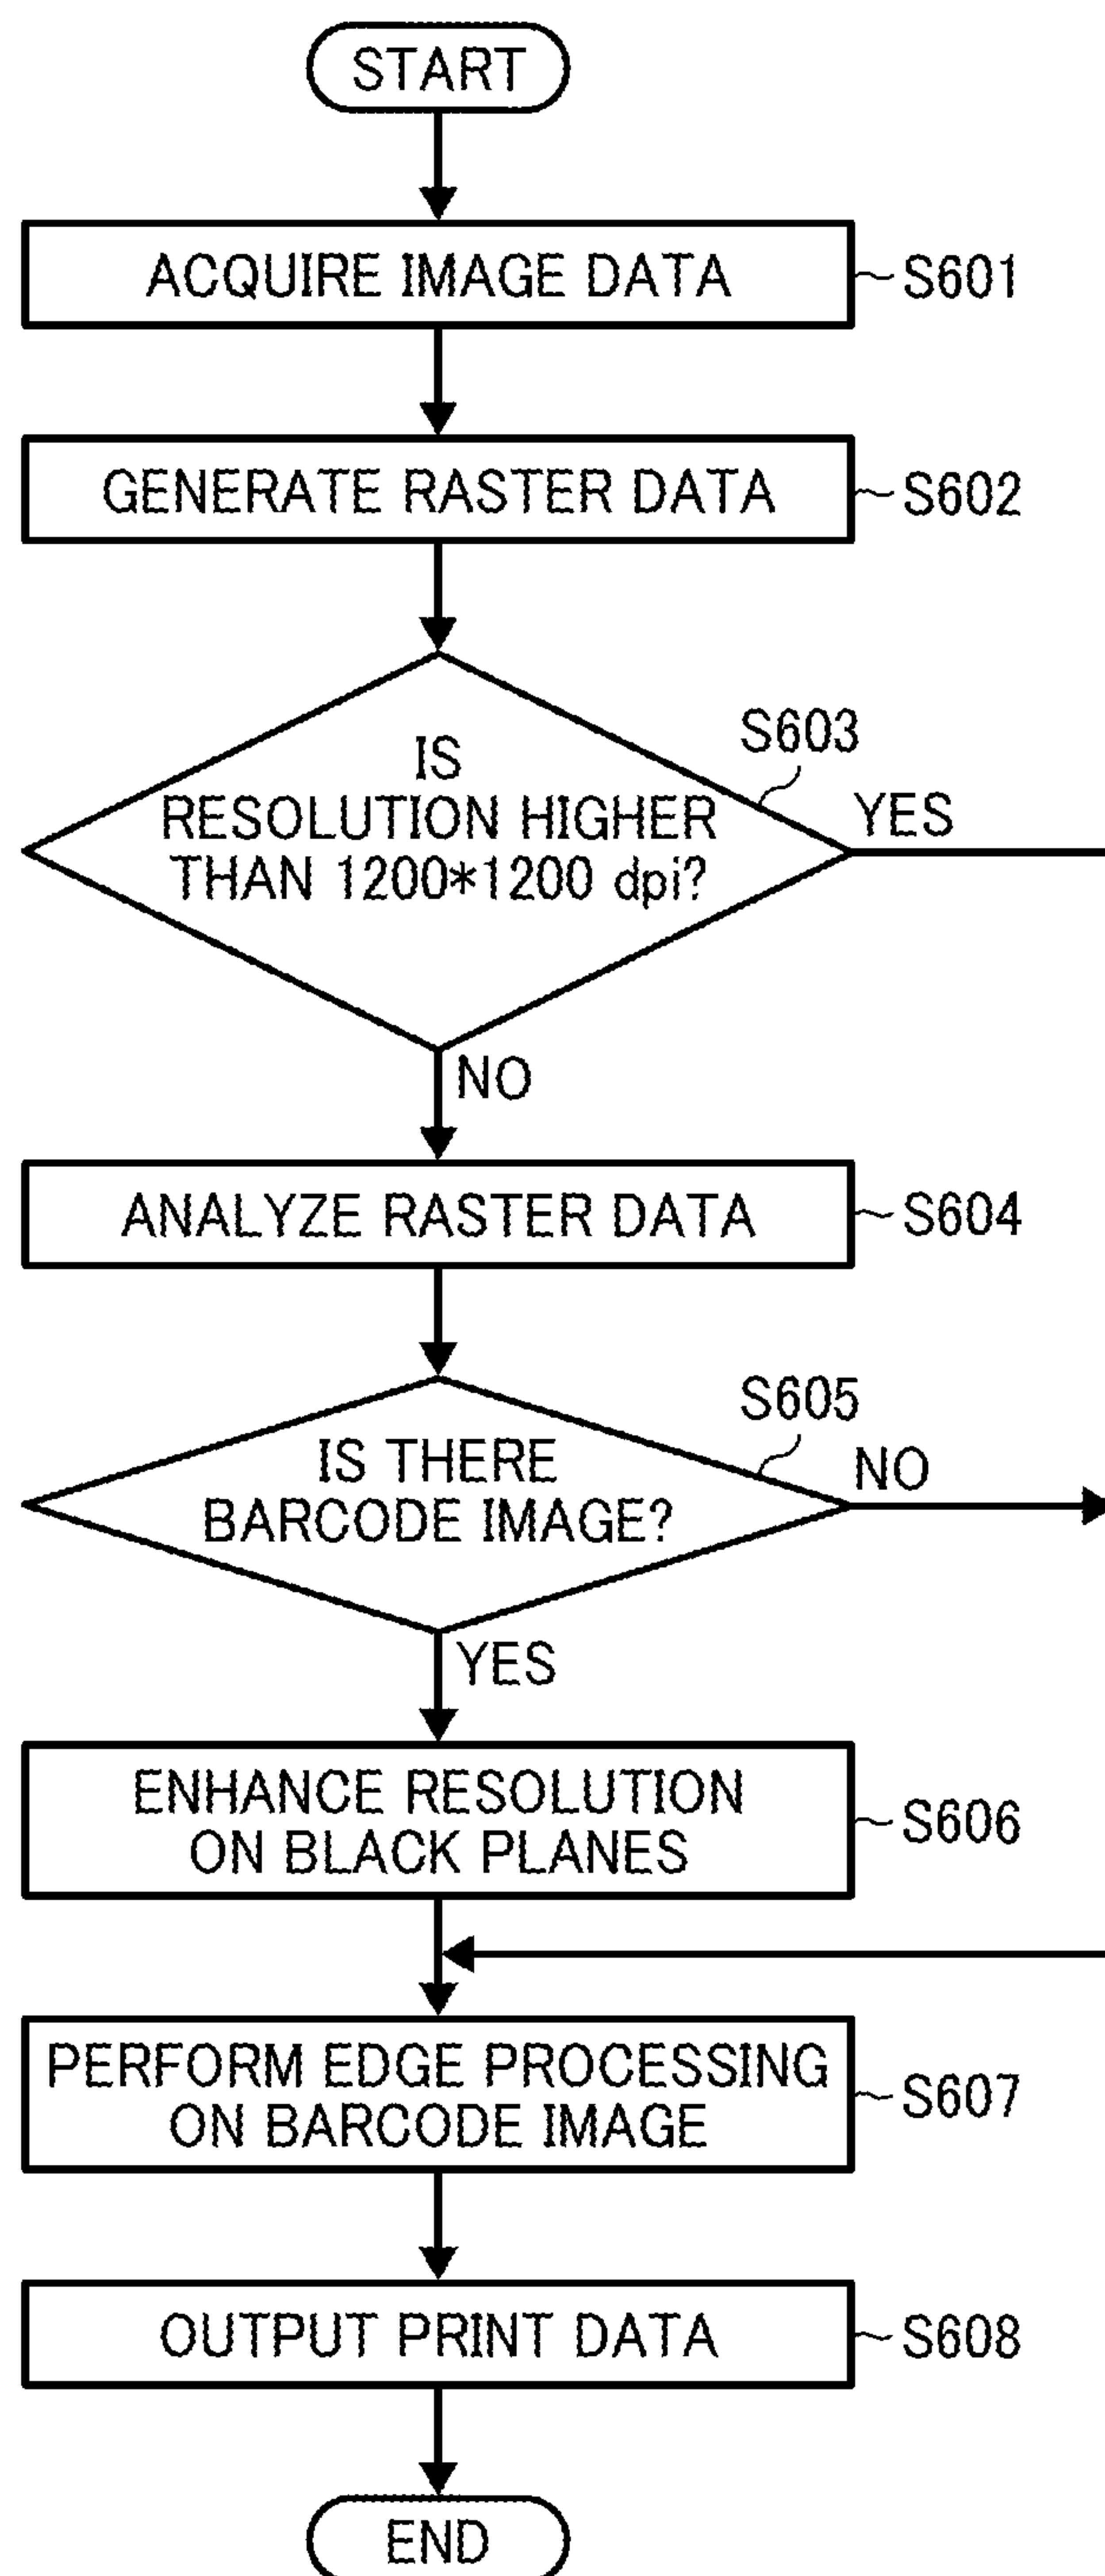 START
ACQUIRE IMAGE DATA
S601
GENERATE RASTER DATA
S602
S603
IS
RESOLUTION HIGHER
THAN 1200*1200 dpi?
YES
NO
ANALYZE RASTER DATA
S604
S605
IS THERE
BARCODE IMAGE?
NO
YES
ENHANCE RESOLUTION
ON BLACK PLANES
S606
PERFORM EDGE PROCESSING
ON BARCODE IMAGE
S607
OUTPUT PRINT DATA
S608
END